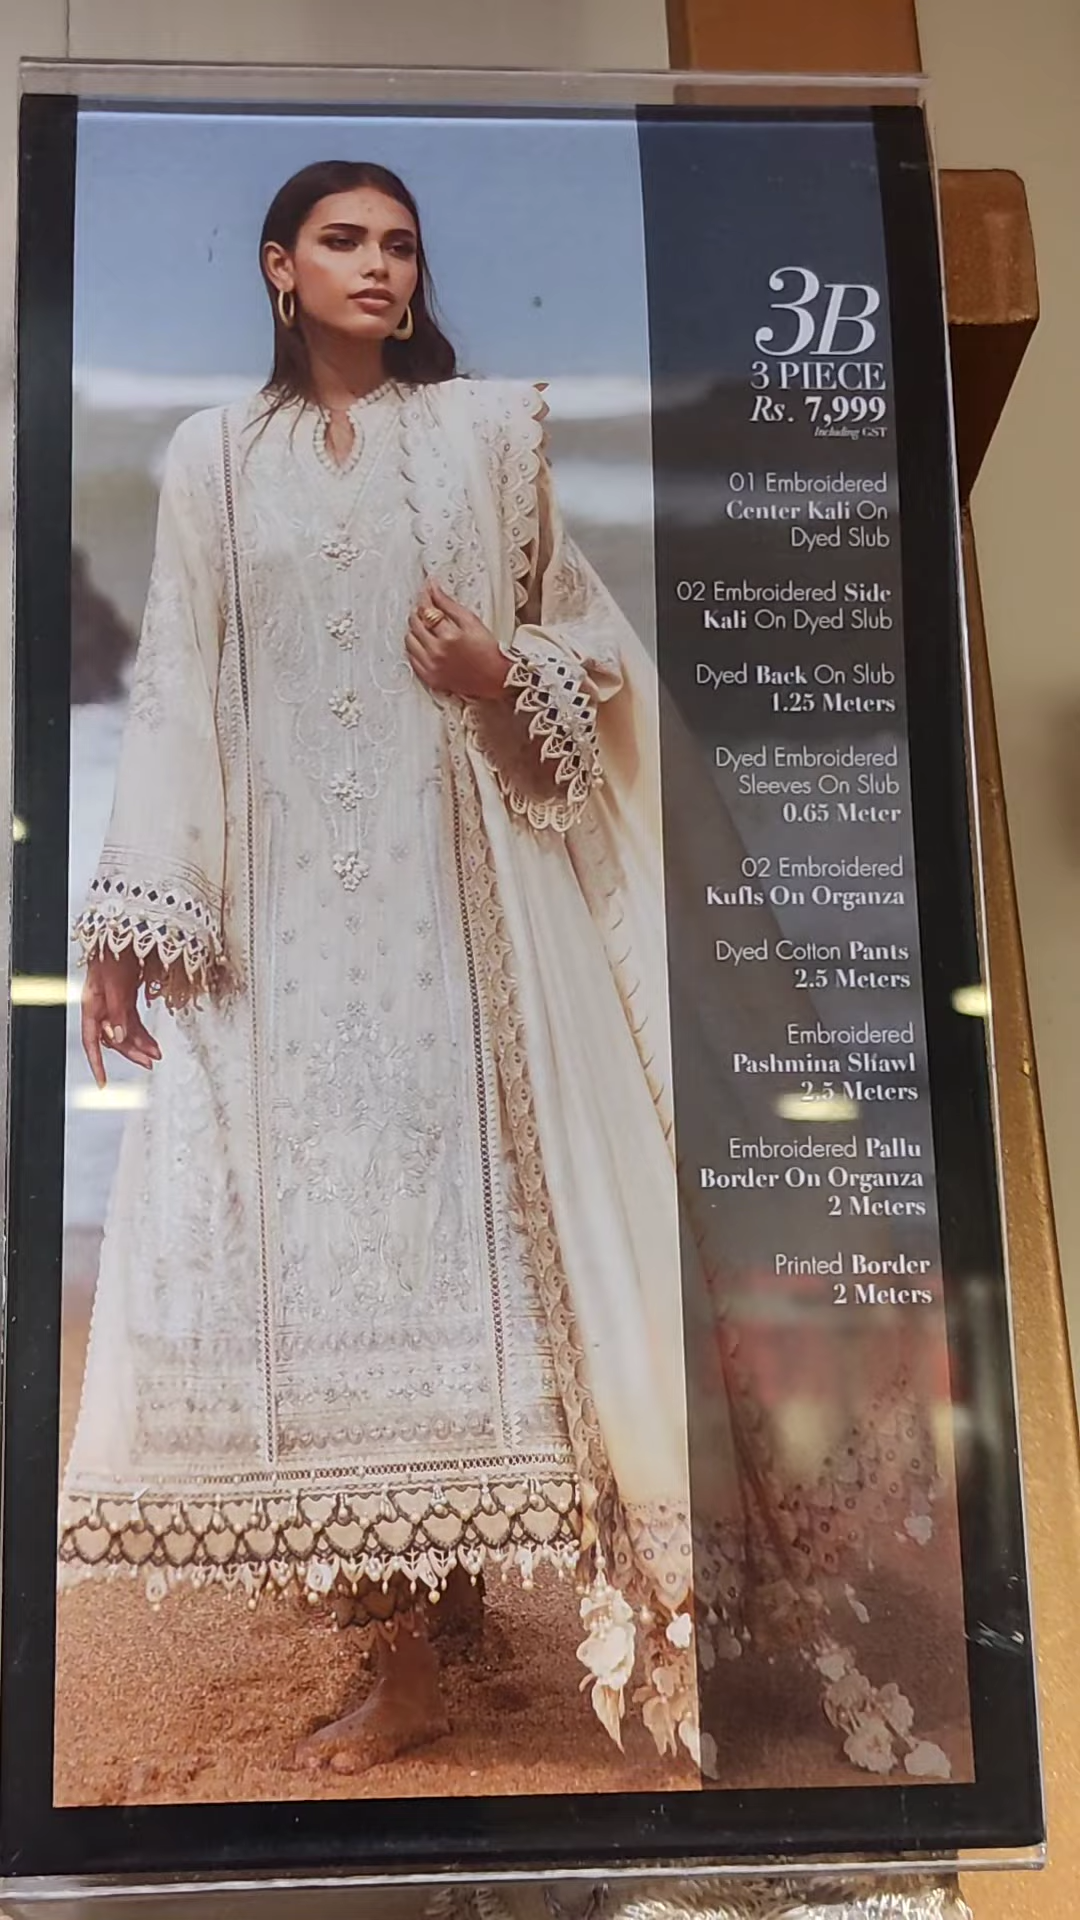 3B
3 PIECE
Rs. 7,999
Including GST
01 Embroidered
Center Kali On
Dyed Slub
02 Embroidered Side
Kali On Dyed Slub
Dyed Back On Slub
1.25 Meters
Dyed Embroidered
Sleeves On Slub
0.65 Meter
02 Embroidered
Kuffs On Organza
Dyed Cotton Pants
2.5 Meters
Embroidered
Pashmina Shawl
2.5 Meters
Embroidered Pallu
Border On Organza
2 Meters
Printed Border
2 Meters